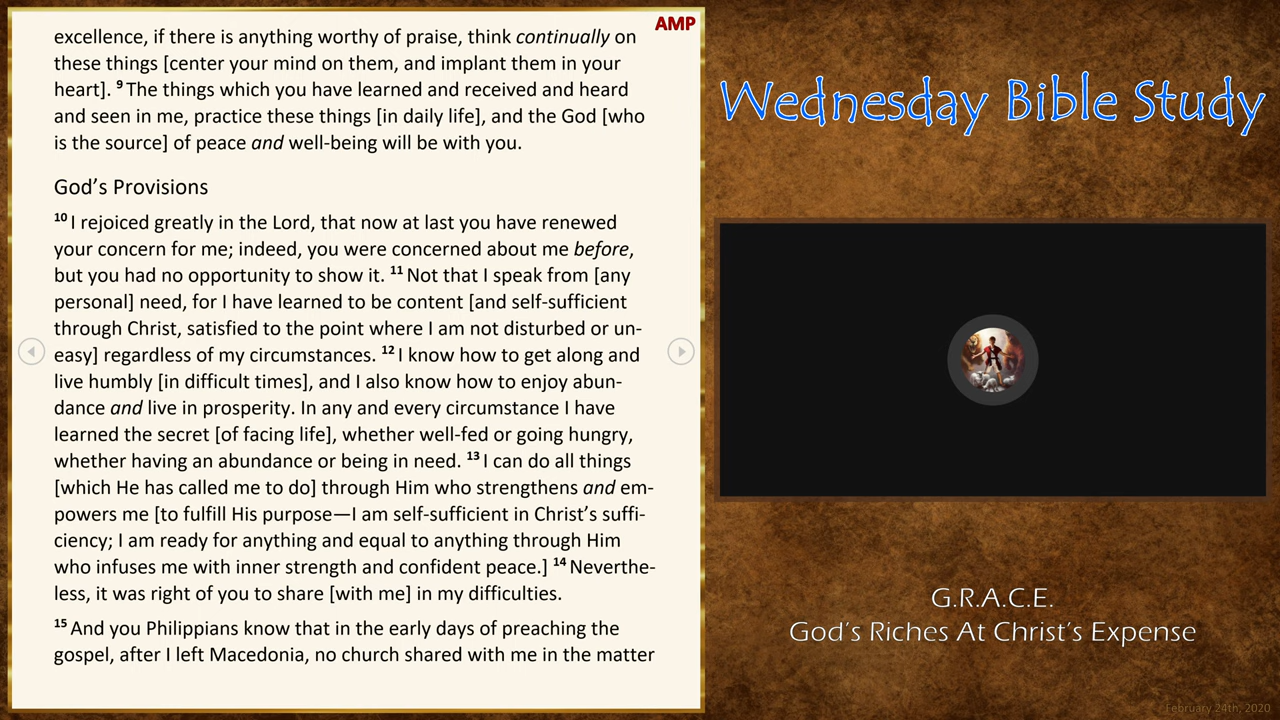 AMP
excellence, if there is anything worthy of praise, think continually on
these things [center your mind on them, and implant them in your
heart]. 9 The things which you have learned and received and heard
and seen in me, practice these things [in daily life], and the God [who
is the source] of peace and well-being will be with you.
God’s Provisions
10 I rejoiced greatly in the Lord, that now at last you have renewed
your concern for me; indeed, you were concerned about me before,
but you had no opportunity to show it. 11 Not that I speak from [any
personal] need, for I have learned to be content [and self-sufficient
through Christ, satisfied to the point where I am not disturbed or un-
easy] regardless of my circumstances. 12 I know how to get along and
live humbly [in difficult times], and I also know how to enjoy abun-
dance and live in prosperity. In any and every circumstance I have
learned the secret [of facing life], whether well-fed or going hungry,
whether having an abundance or being in need. 13 I can do all things
[which He has called me to do] through Him who strengthens and em-
powers me [to fulfill His purpose—I am self-sufficient in Christ’s suffi-
ciency; I am ready for anything and equal to anything through Him
who infuses me with inner strength and confident peace.] 14 Neverthe-
less, it was right of you to share [with me] in my difficulties.
15 And you Philippians know that in the early days of preaching the
gospel, after I left Macedonia, no church shared with me in the matter
Wednesday Bible Study
G.R.A.C.E.
God’s Riches At Christ’s Expense
February 24th, 2020